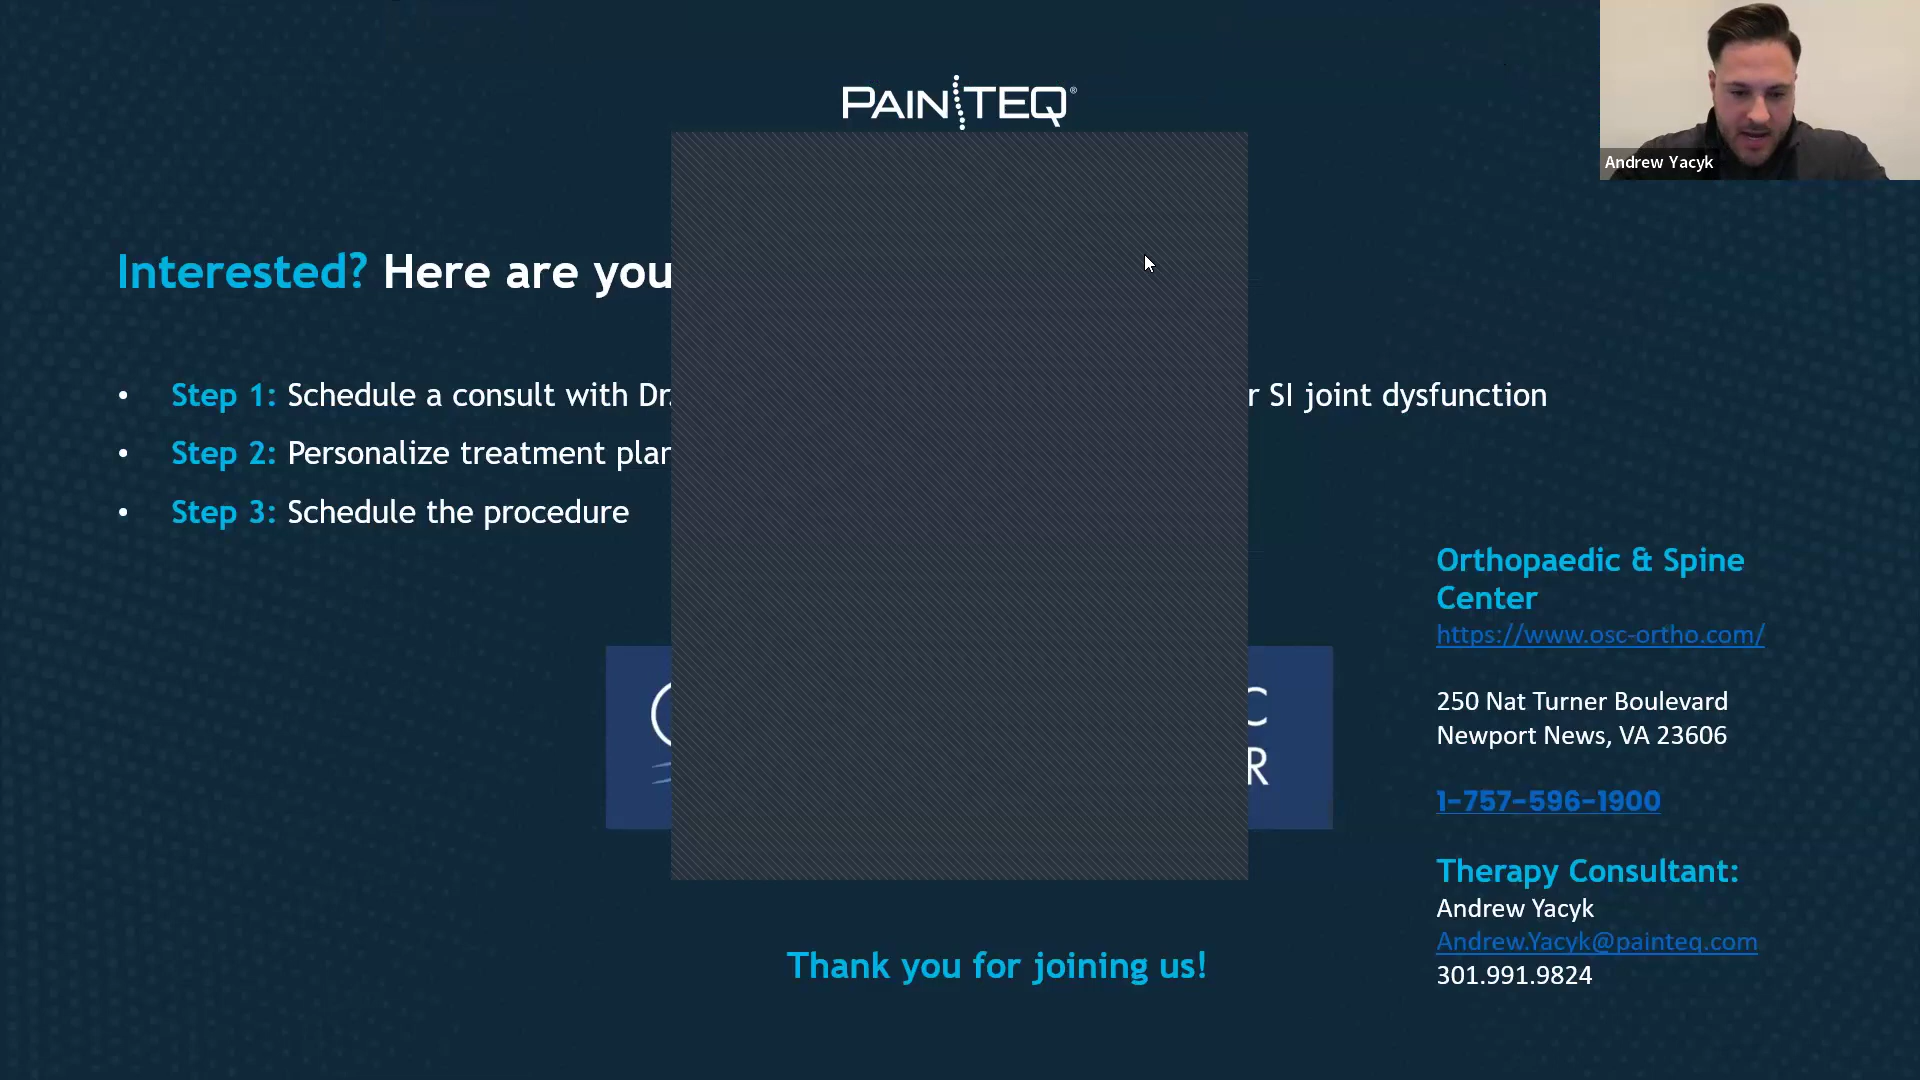 PAINTEQ®
Andrew Yacyk
Interested? Here are you
Step 1: Schedule a consult with Dr. r SI joint dysfunction
Step 2: Personalize treatment plan
Step 3: Schedule the procedure
Orthopaedic & Spine
Center
https://www.osc-ortho.com/
250 Nat Turner Boulevard
Newport News, VA 23606
C
R
1-757-596-1900
Therapy Consultant:
Andrew Yacyk
Andrew.Yacyk@painteq.com
301.991.9824
Thank you for joining us!